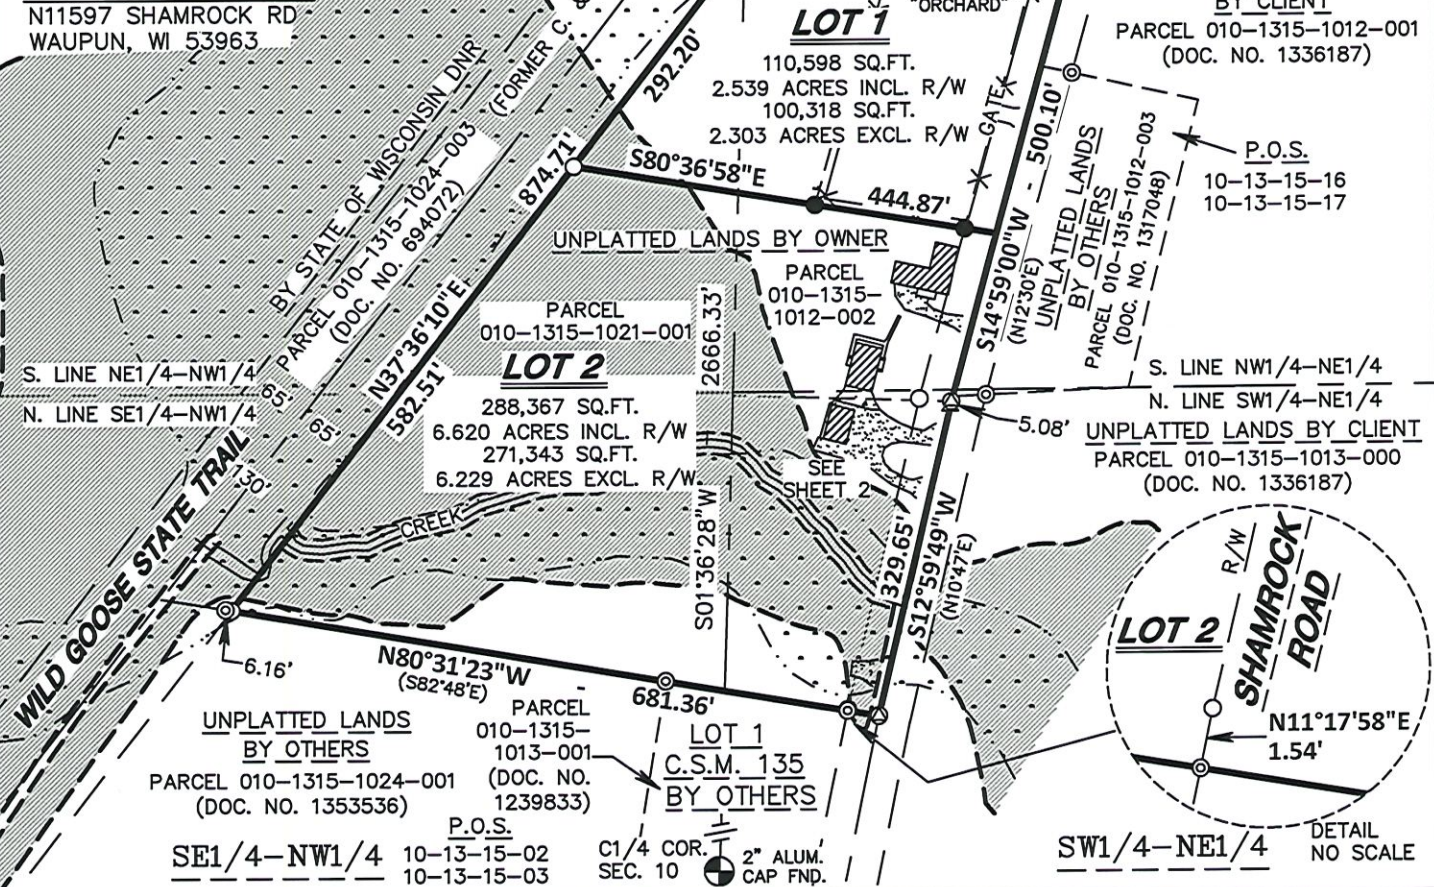 N11597 SHAMROCK RD
WAUPUN, WI 53963
BY STATE OF WISCONSIN DNR
(FORMER C. &
PARCEL 010-1315-1024-003
(DOC. NO. 694072)
292.20'
874.71'
LOT 1
110,598 SQ.FT.
2.539 ACRES INCL. R/W
100,318 SQ.FT.
2.303 ACRES EXCL. R/W
"ORCHARD"
GATE
BY CLIENT
PARCEL 010-1315-1012-001
(DOC. NO. 1336187)
P.O.S.
10-13-15-16
10-13-15-17
S80°36'58"E
444.87'
S14°59'00"W - 500.10'
(N12°30'E)
UNPLATTED LANDS
BY OTHERS
PARCEL 010-1315-1012-003
(DOC. NO. 1317048)
UNPLATTED LANDS BY OWNER
PARCEL
010-1315-
1012-002
PARCEL
010-1315-1021-001
LOT 2
288,367 SQ.FT.
6.620 ACRES INCL. R/W
271,343 SQ.FT.
6.229 ACRES EXCL. R/W
N37°36'10"E
582.51'
2666.33'
S01°36'28"W
S. LINE NE1/4-NW1/4
N. LINE SE1/4-NW1/4
65'
65'
130'
WILD GOOSE STATE TRAIL
CREEK
SEE
SHEET 2
S. LINE NW1/4-NE1/4
N. LINE SW1/4-NE1/4
5.08'
UNPLATTED LANDS BY CLIENT
PARCEL 010-1315-1013-000
(DOC. NO. 1336187)
329.65'
S12°59'49"W
(N10°47'E)
6.16'
N80°31'23"W
(S82°48'E)
681.36'
UNPLATTED LANDS
BY OTHERS
PARCEL 010-1315-1024-001
(DOC. NO. 1353536)
PARCEL
010-1315-
1013-001
(DOC. NO.
1239833)
LOT 1
C.S.M. 135
BY OTHERS
SE1/4-NW1/4
P.O.S.
10-13-15-02
10-13-15-03
C1/4 COR.
SEC. 10
2" ALUM.
CAP FND.
LOT 2
R/W
SHAMROCK
ROAD
N11°17'58"E
1.54'
SW1/4-NE1/4
DETAIL
NO SCALE